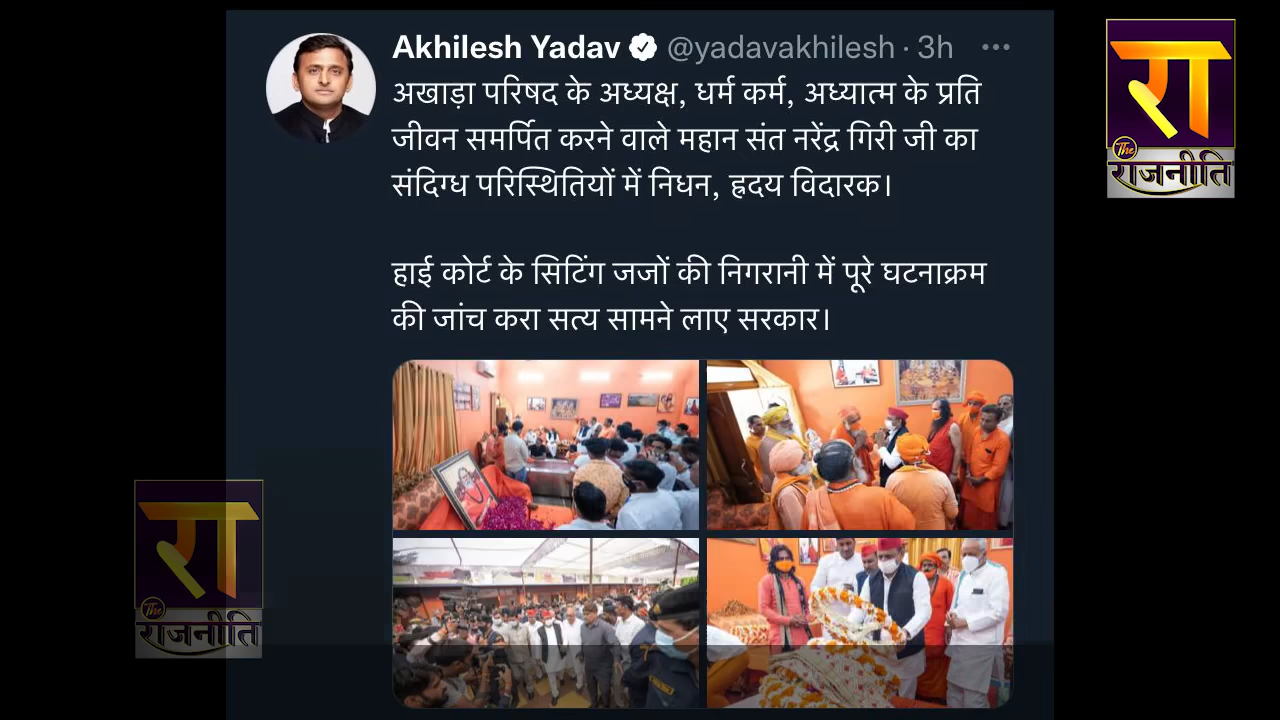 Akhilesh Yadav @yadavakhilesh · 3h
अखाड़ा परिषद के अध्यक्ष, धर्म कर्म, अध्यात्म के प्रति
जीवन समर्पित करने वाले महान संत नरेंद्र गिरी जी का
संदिग्ध परिस्थितियों में निधन, ह्रदय विदारक।
हाई कोर्ट के सिटिंग जजों की निगरानी में पूरे घटनाक्रम
की जांच करा सत्य सामने लाए सरकार।
रा
The
राजनीति
रा
The
राजनीति